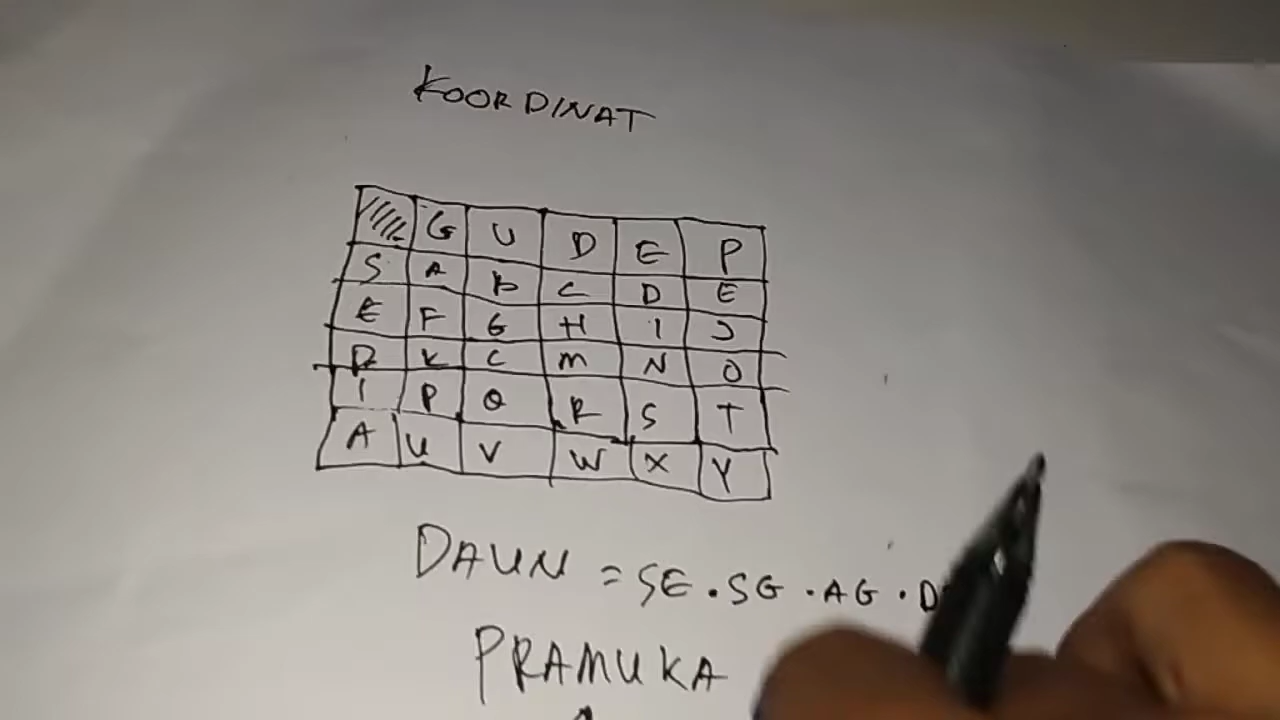 KOORDINAT
G U D E P
S A B C D E
E F G H I J
D K L M N O
I P Q R S T
A U V W X Y
DAUN = SE . SG . AG . D
PRAMUKA